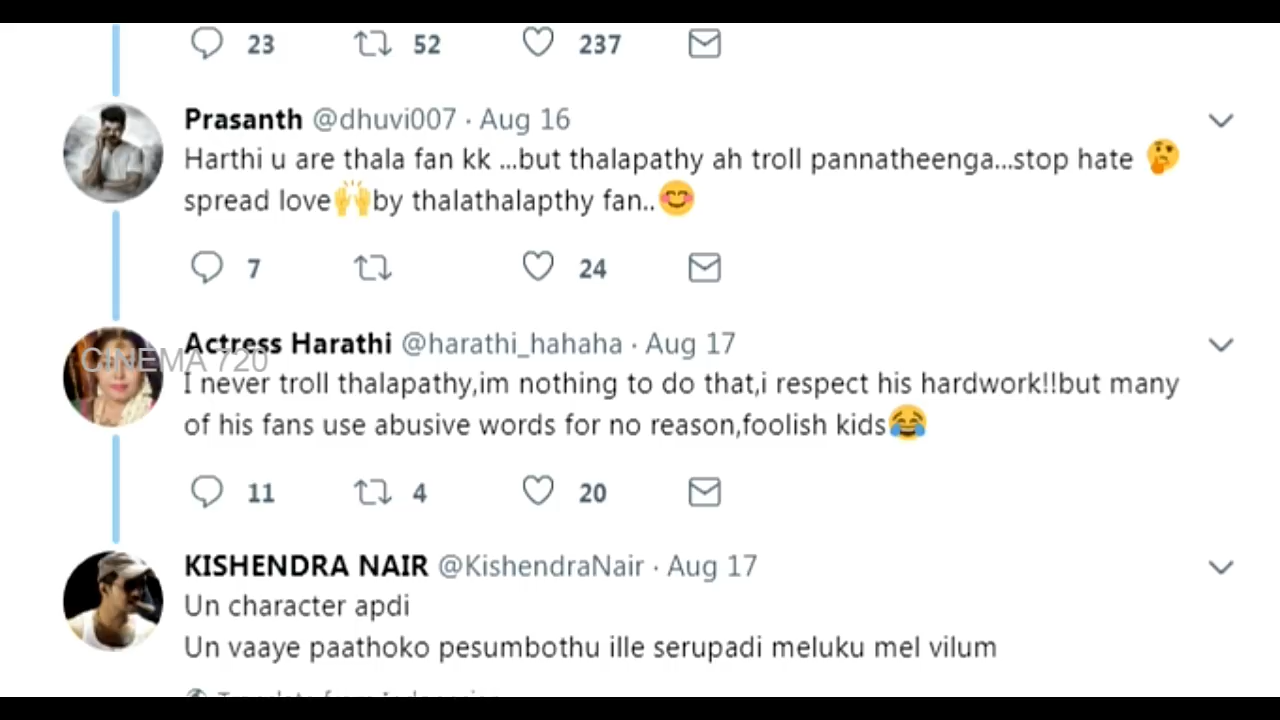 23 52 237
Prasanth @dhuvi007 · Aug 16
Harthi u are thala fan kk ...but thalapathy ah troll pannatheenga...stop hate 🤔
spread love🙌by thalathalapthy fan..😊
7 24
Actress Harathi @harathi_hahaha · Aug 17
CINEMA 720
I never troll thalapathy,im nothing to do that,i respect his hardwork!!but many
of his fans use abusive words for no reason,foolish kids😂
11 4 20
KISHENDRA NAIR @KishendraNair · Aug 17
Un character apdi
Un vaaye paathoko pesumbothu ille serupadi meluku mel vilum